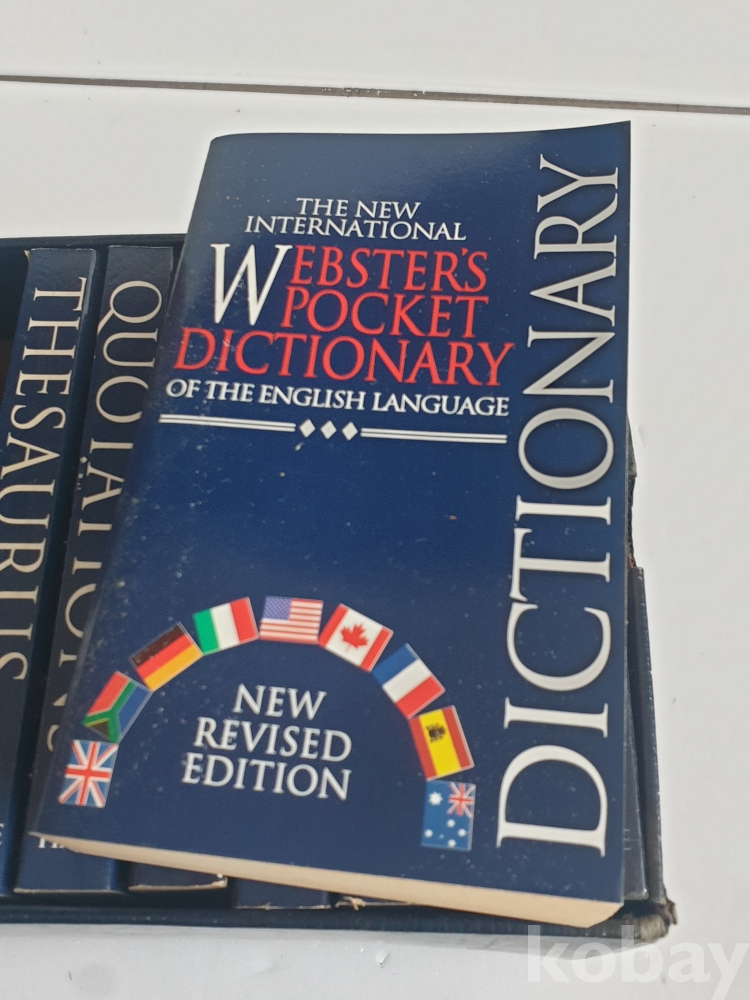 THE NEW
INTERNATIONAL
WEBSTER'S
POCKET
DICTIONARY
OF THE ENGLISH LANGUAGE
NEW
REVISED
EDITION
DICTIONARY
THESAURUS
QUOTATIONS
kobay